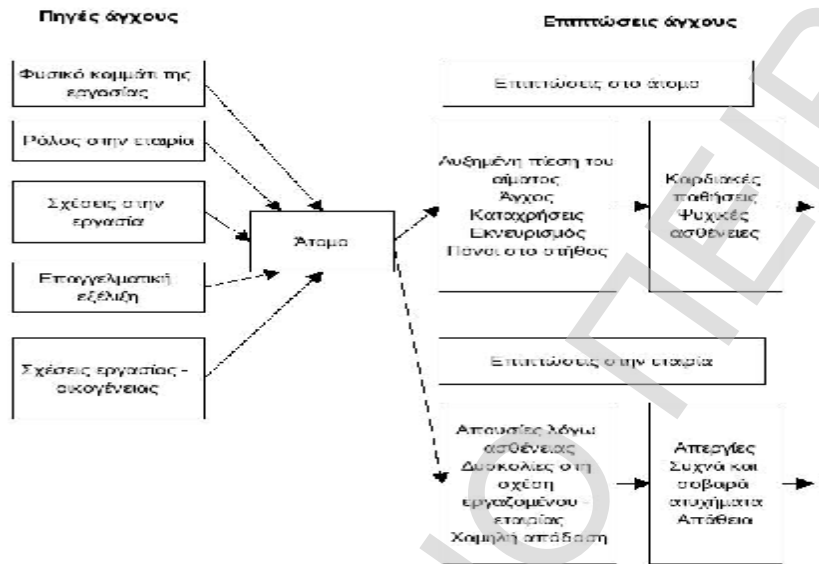 Πηγές άγχους
Φυσικό κομμάτι της
εργασίας
Ρόλος στην εταιρία
Σχέσεις στην
εργασία
Επαγγελματική
εξέλιξη
Σχέσεις εργασίας -
οικογένειας
Άτομο
Επιπτώσεις άγχους
Επιπτώσεις στο άτομο
Αυξημένη πίεση του
αίματος
Άγχος
Καταχρήσεις
Εκνευρισμός
Πόνοι στο στήθος
Καρδιακές
παθήσεις
Ψυχικές
ασθένειες
Επιπτώσεις στην εταιρία
Απουσίες λόγω
ασθένειας
Δυσκολίες στη
σχέση
εργαζομένου -
εταιρίας
Χαμηλή απόδοση
Απεργίες
Συχνά και
σοβαρά
ατυχήματα
Απάθεια